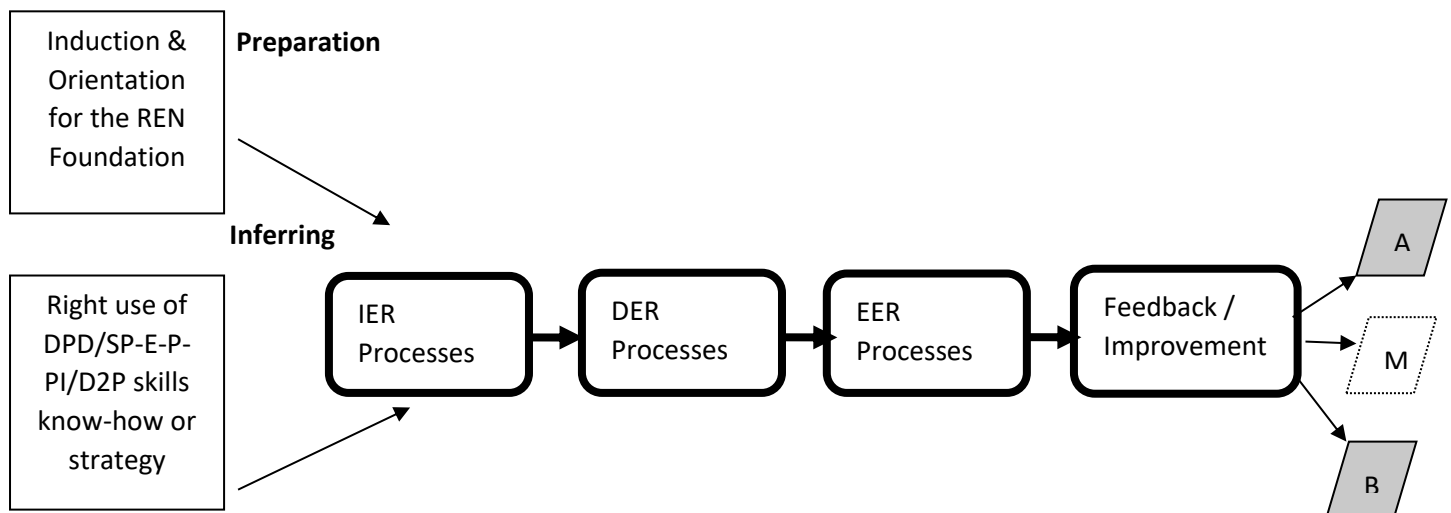 Induction &
Orientation
for the REN
Foundation
Preparation
Inferring
Right use of
DPD/SP-E-P-
PI/D2P skills
know-how or
strategy
IER
Processes
DER
Processes
EER
Processes
Feedback /
Improvement
A
M
B